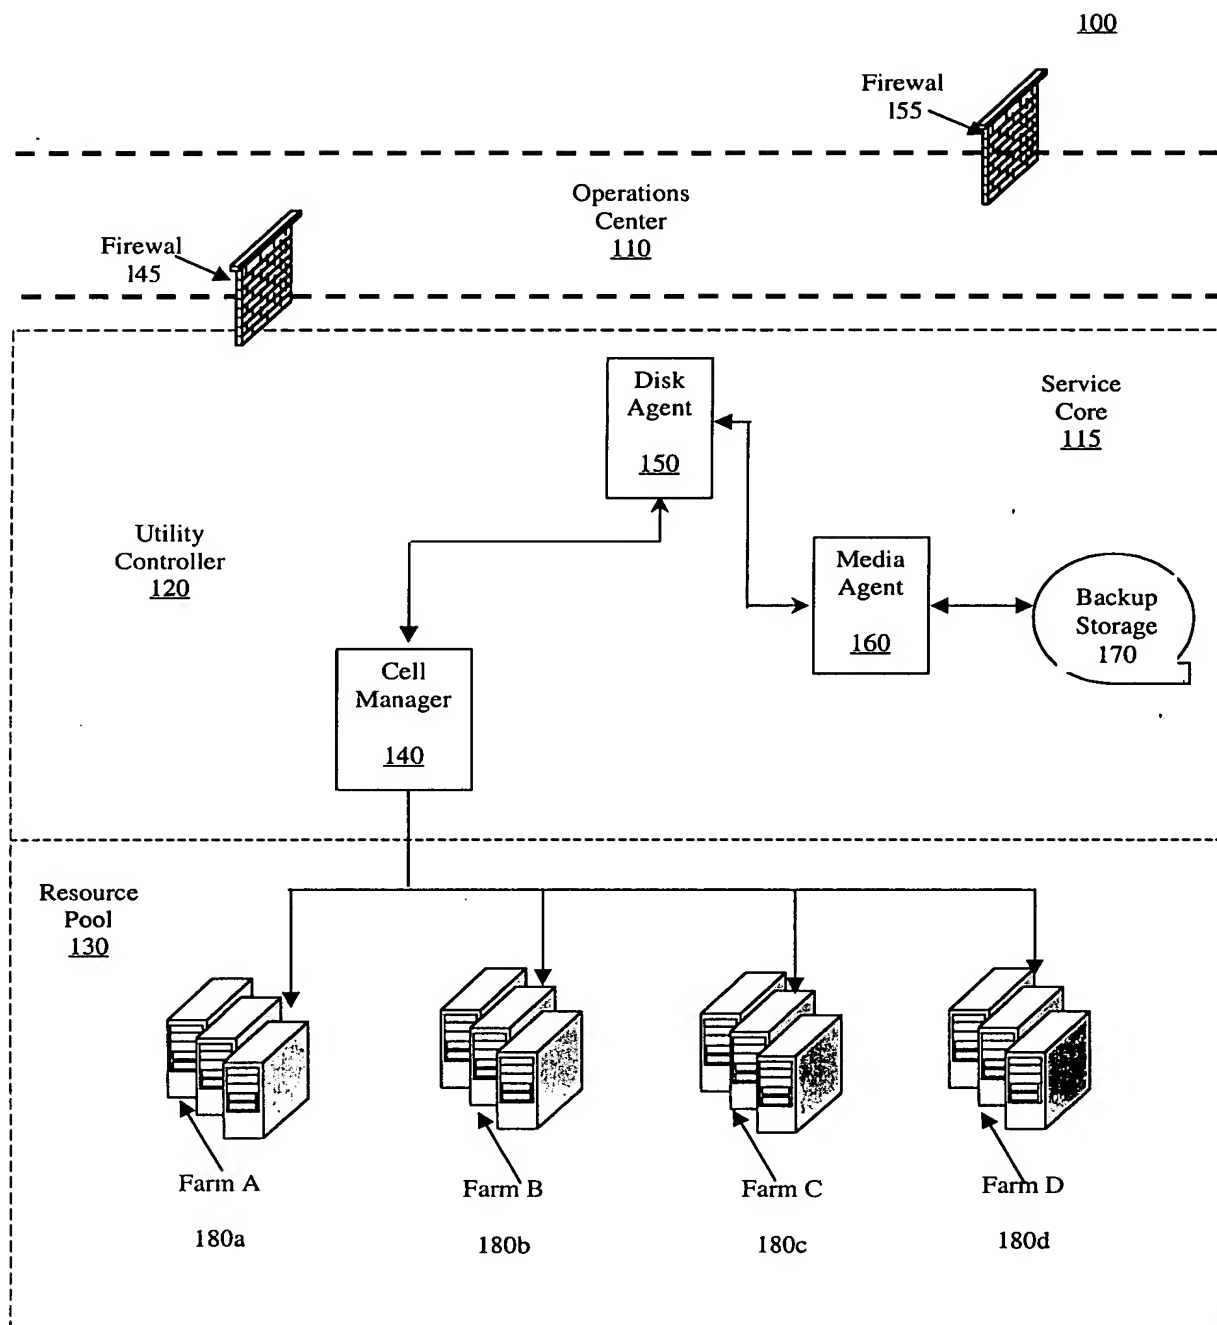 100
Firewal
155
Operations
Center
110
Firewal
145
Disk
Agent
150
Service
Core
115
Utility
Controller
120
Media
Agent
160
Backup
Storage
170
Cell
Manager
140
Resource
Pool
130
Farm A
Farm B
Farm C
Farm D
180a
180b
180c
180d